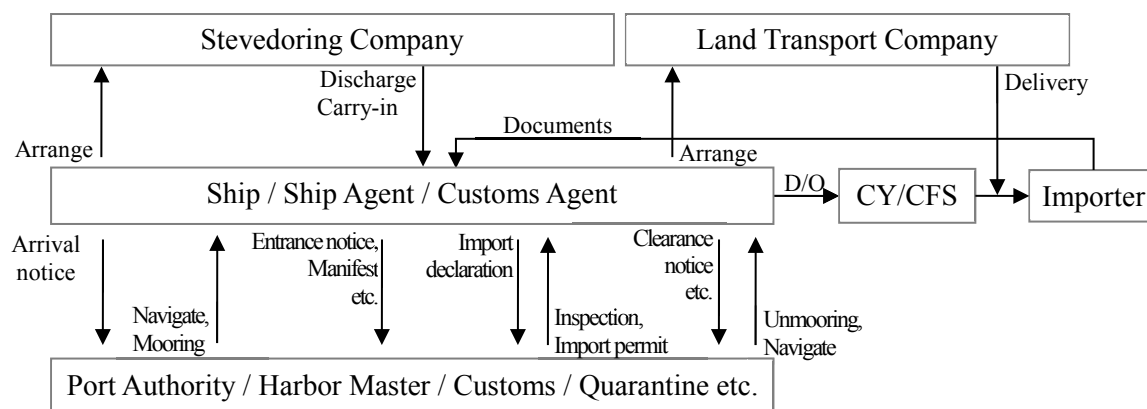 Stevedoring Company
Land Transport Company
Discharge
Carry-in
Delivery
Documents
Arrange
Arrange
Ship / Ship Agent / Customs Agent
D/O
CY/CFS
Importer
Arrival
notice
Entrance notice,
Manifest
etc.
Import
declaration
Clearance
notice
etc.
Navigate,
Mooring
Inspection,
Import permit
Unmooring,
Navigate
Port Authority / Harbor Master / Customs / Quarantine etc.